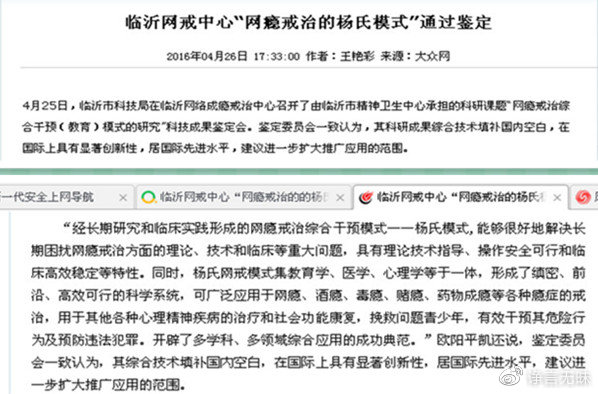 临沂网戒中心“网瘾戒治的杨氏模式”通过鉴定
2016年04月26日 17:33:00 作者：王艳彩 来源：大众网
4月25日，临沂市科技局在临沂网络成瘾戒治中心召开了由临沂市精神卫生中心承担的科研课题“网瘾戒治综
合干预（教育）模式的研究”科技成果鉴定会。鉴定委员会一致认为，其科研成果综合技术填补国内空白，在
国际上具有显著创新性，居国际先进水平，建议进一步扩大推广应用的范围。
一代安全上网导航
临沂网戒中心“网瘾戒治的的杨
临沂网戒中心“网瘾戒治的杨氏
“经长期研究和临床实践形成的网瘾戒治综合干预模式——杨氏模式，能够很好地解决长
期困扰网瘾戒治方面的理论、技术和临床等重大问题，具有理论技术指导、操作安全可行和临
床高效稳定等特性。同时，杨氏网戒模式集教育学、医学、心理学等于一体，形成了缜密、前
沿、高效可行的科学系统，可广泛应用于网瘾、酒瘾、毒瘾、赌瘾、药物成瘾等各种瘾症的戒
治，用于其他各种心理精神疾病的治疗和社会功能康复，挽救问题青少年，有效干预其危险行
为及预防违法犯罪。开辟了多学科、多领域综合应用的成功典范。”欧阳平凯还说，鉴定委员
会一致认为，其综合技术填补国内空白，在国际上具有显著创新性，居国际先进水平，建议进
一步扩大推广应用的范围。